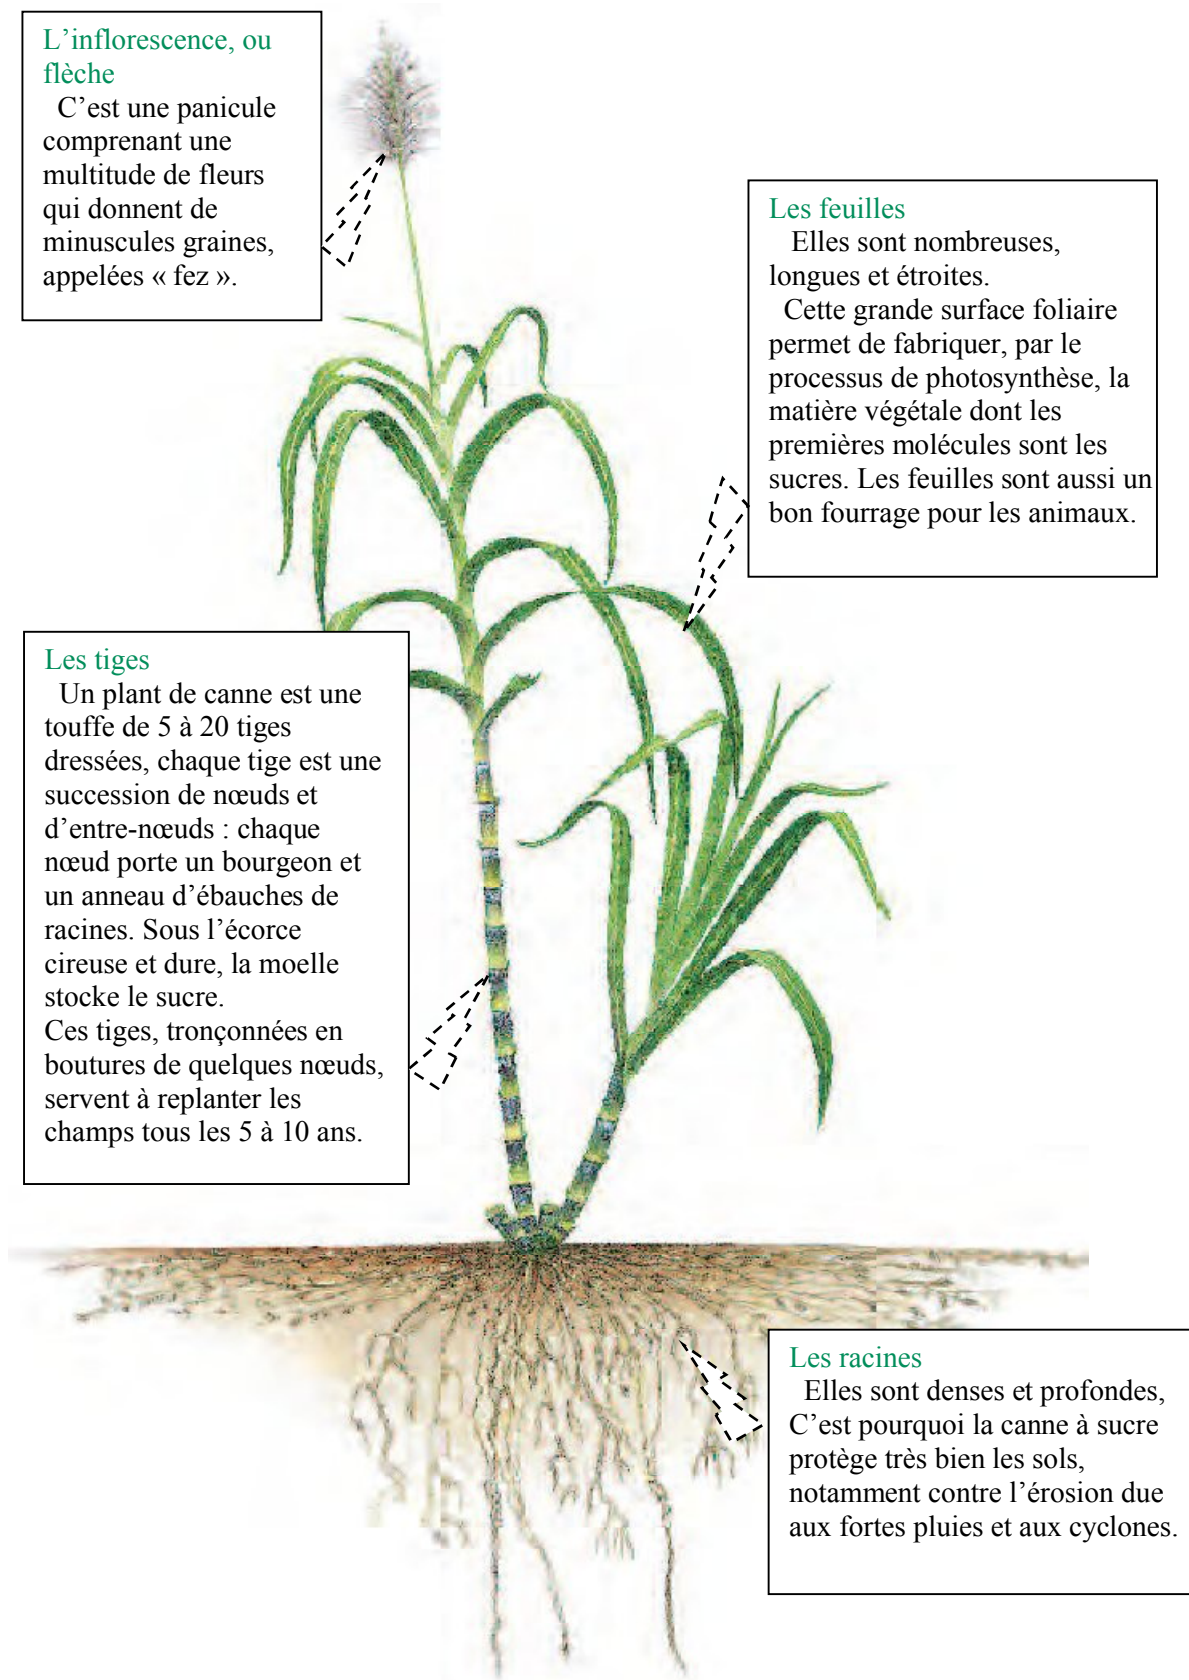 L’inflorescence, ou
flèche
C’est une panicule
comprenant une
multitude de fleurs
qui donnent de
minuscules graines,
appelées « fez ».
Les feuilles
Elles sont nombreuses,
longues et étroites.
Cette grande surface foliaire
permet de fabriquer, par le
processus de photosynthèse, la
matière végétale dont les
premières molécules sont les
sucres. Les feuilles sont aussi un
bon fourrage pour les animaux.
Les tiges
Un plant de canne est une
touffe de 5 à 20 tiges
dressées, chaque tige est une
succession de nœuds et
d’entre-nœuds : chaque
nœud porte un bourgeon et
un anneau d’ébauches de
racines. Sous l’écorce
cireuse et dure, la moelle
stocke le sucre.
Ces tiges, tronçonnées en
boutures de quelques nœuds,
servent à replanter les
champs tous les 5 à 10 ans.
Les racines
Elles sont denses et profondes,
C’est pourquoi la canne à sucre
protège très bien les sols,
notamment contre l’érosion due
aux fortes pluies et aux cyclones.